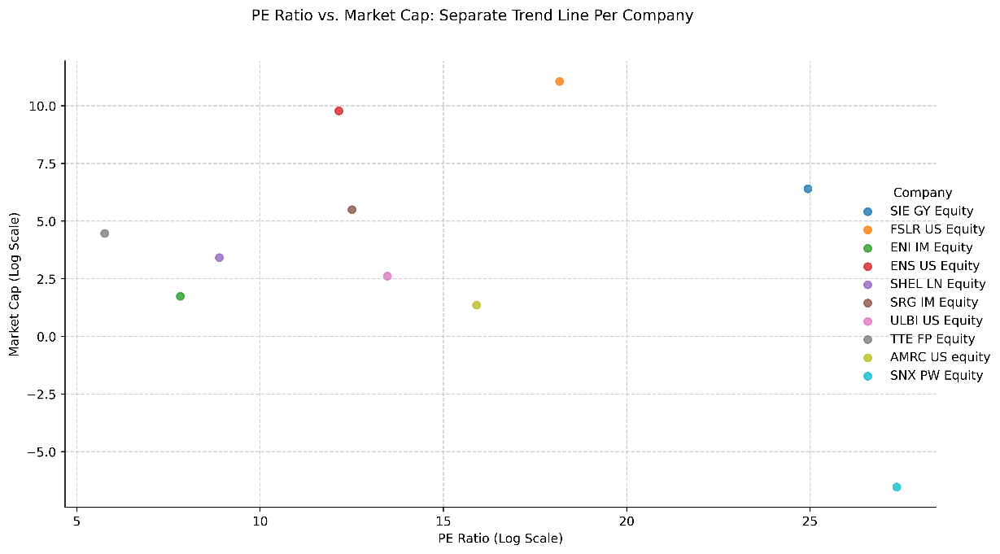 PE Ratio vs. Market Cap: Separate Trend Line Per Company
Market Cap (Log Scale)
10.0
7.5
5.0
2.5
0.0
−2.5
−5.0
5
10
15
20
25
PE Ratio (Log Scale)
Company
SIE GY Equity
FSLR US Equity
ENI IM Equity
ENS US Equity
SHEL LN Equity
SRG IM Equity
ULBI US Equity
TTE FP Equity
AMRC US equity
SNX PW Equity